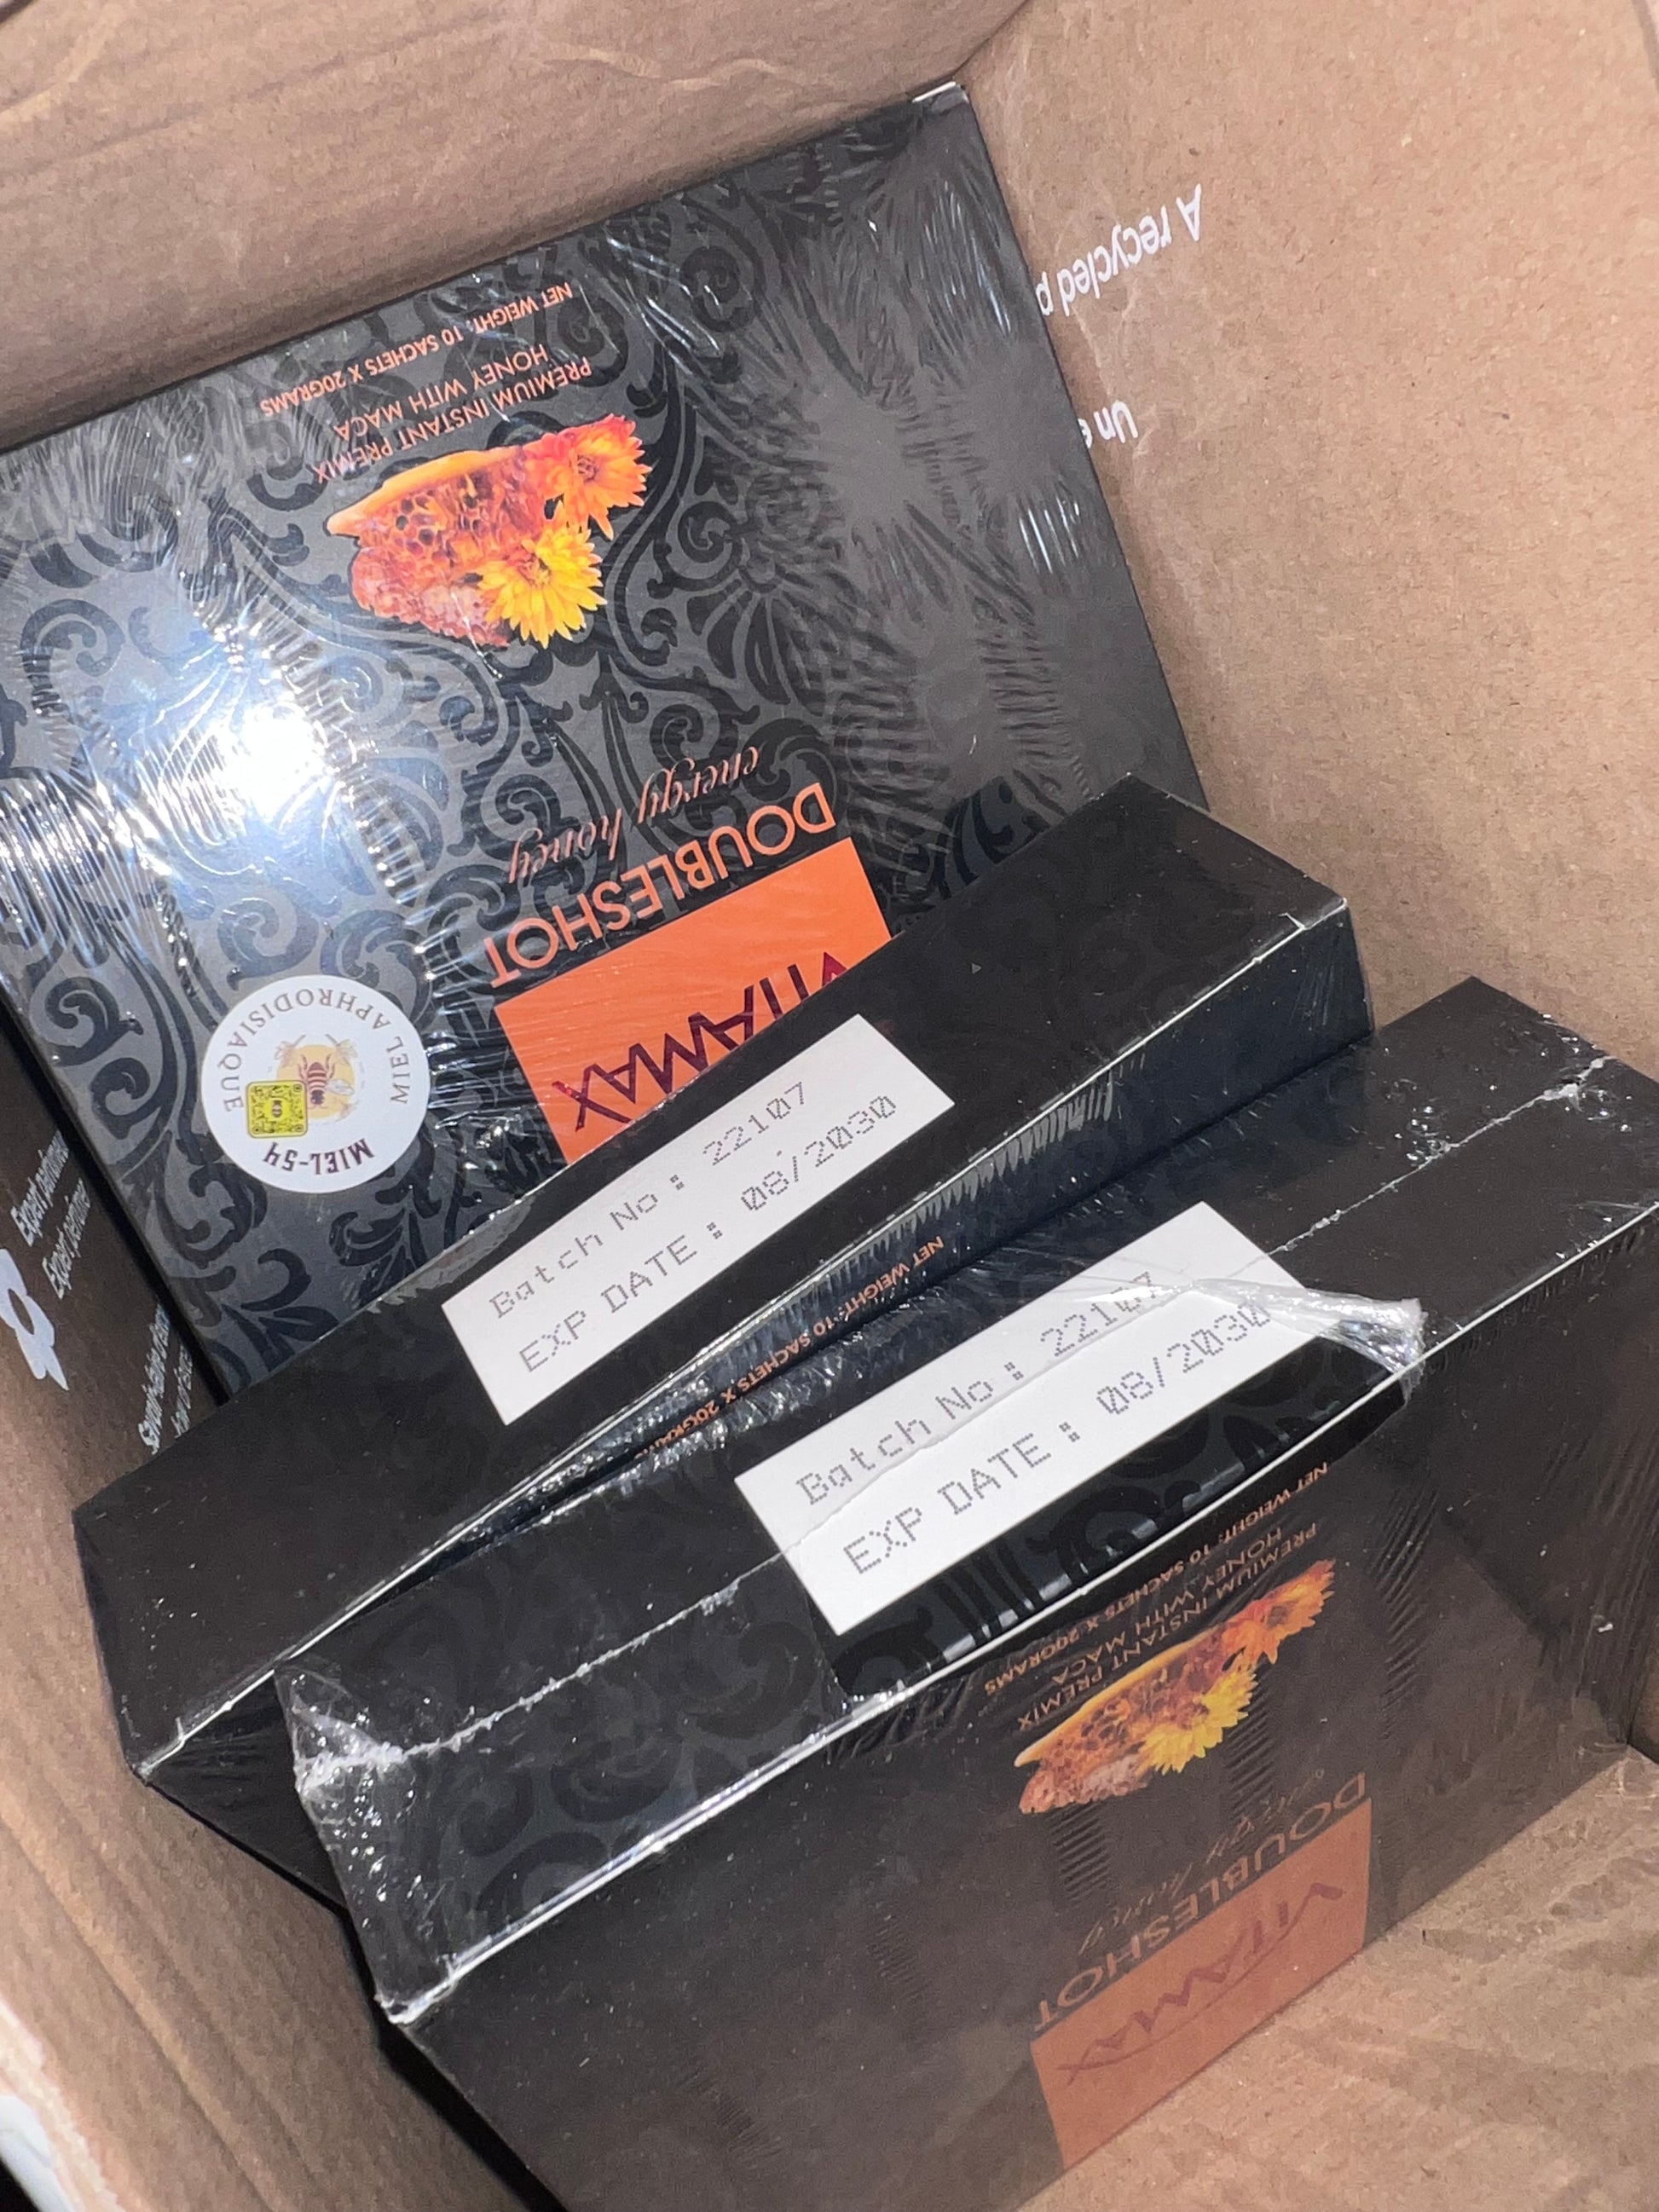 A recycled p
Un e
VITAMAX
DOUBLESHOT
energy honey
PREMIUM INSTANT PREMIX
HONEY WITH MACA
NET WEIGHT: 10 SACHETS X 20GRAMS
MIEL-54
MIEL APHRODISIAQUE
Batch No : 22107
EXP DATE : 08/2030
NET WEIGHT: 10 SACHETS X
Batch No : 22107
EXP DATE : 08/2030
VITAMAX
DOUBLESHOT
energy honey
PREMIUM INSTANT PREMIX
HONEY WITH MACA
NET WEIGHT: 10 SACHETS X 20GRAMS